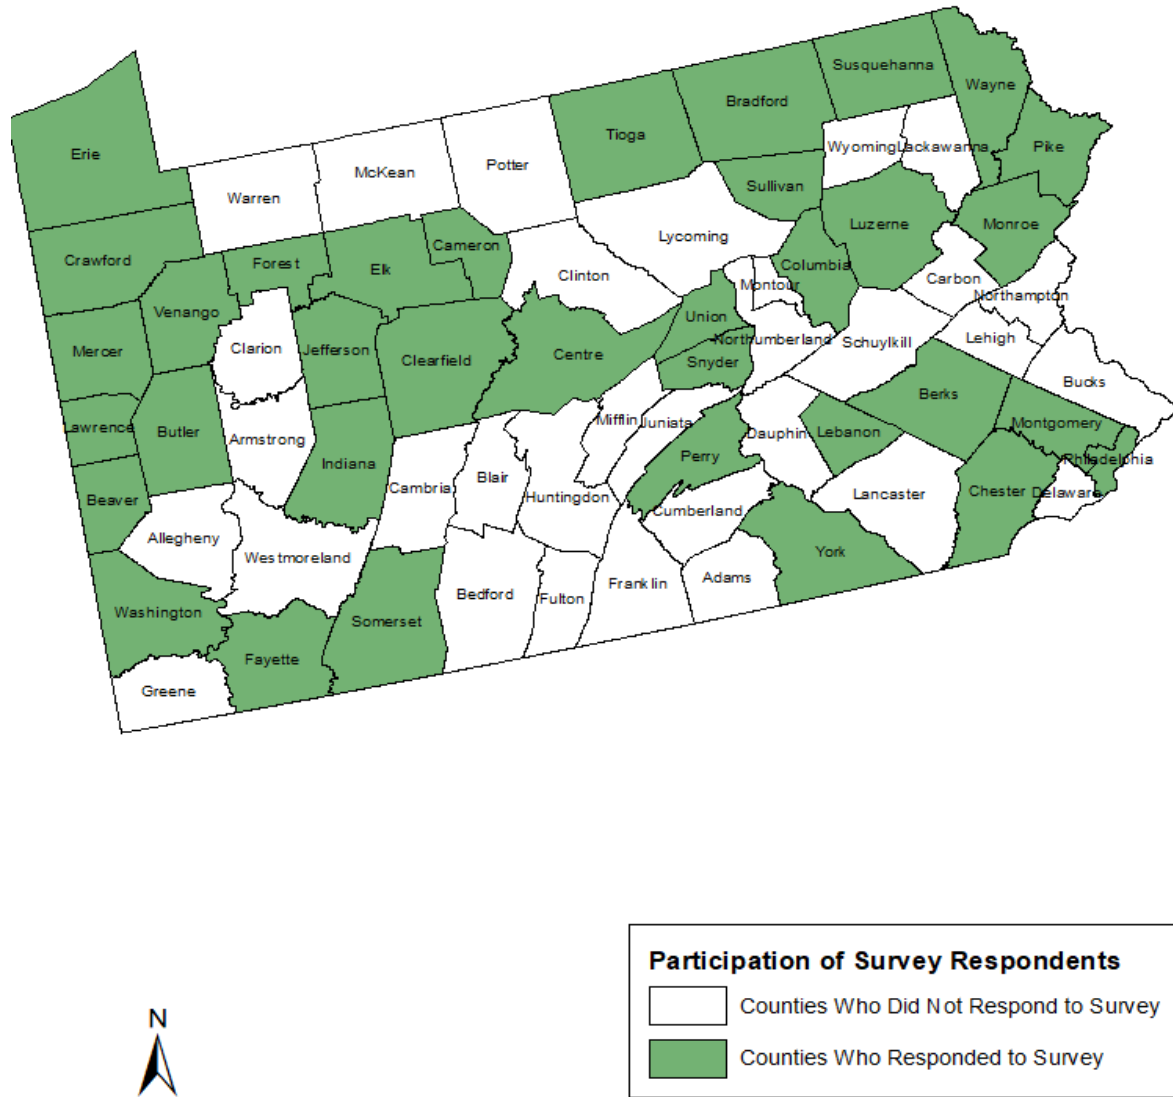 Susquehanna
Wayne
Bradford
Tioga
Erie
Wyoming
Lackawanna
Pike
McKean
Potter
Warren
Sullivan
Luzerne
Monroe
Lycoming
Cameron
Crawford
Forest
Elk
Columbia
Clinton
Carbon
Montour
Northampton
Venango
Union
Northumberland
Lehigh
Schuylkill
Clarion
Jefferson
Mercer
Centre
Clearfield
Snyder
Bucks
Berks
Lawrence
Butler
Armstrong
Mifflin
Juniata
Montgomery
Dauphin
Lebanon
Perry
Philadelphia
Indiana
Blair
Cambria
Huntingdon
Beaver
Lancaster
Chester
Delaware
Cumberland
Allegheny
Westmoreland
York
Adams
Franklin
Bedford
Fulton
Washington
Somerset
Fayette
Greene
Participation of Survey Respondents
Counties Who Did Not Respond to Survey
Counties Who Responded to Survey
N